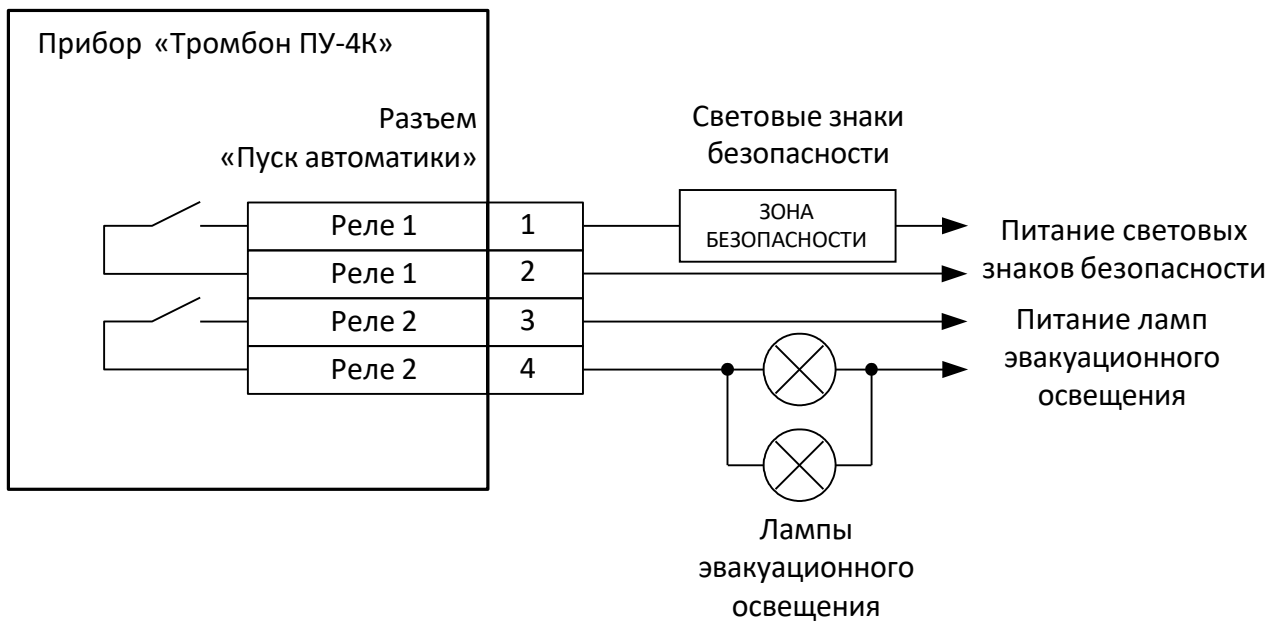 Прибор «Тромбон ПУ-4К»
Разъем
«Пуск автоматики»
Световые знаки
безопасности
Реле 1
1
ЗОНА
БЕЗОПАСНОСТИ
Реле 1
2
Питание световых
знаков безопасности
Реле 2
3
Реле 2
4
Питание ламп
эвакуационного
освещения
Лампы
эвакуационного
освещения